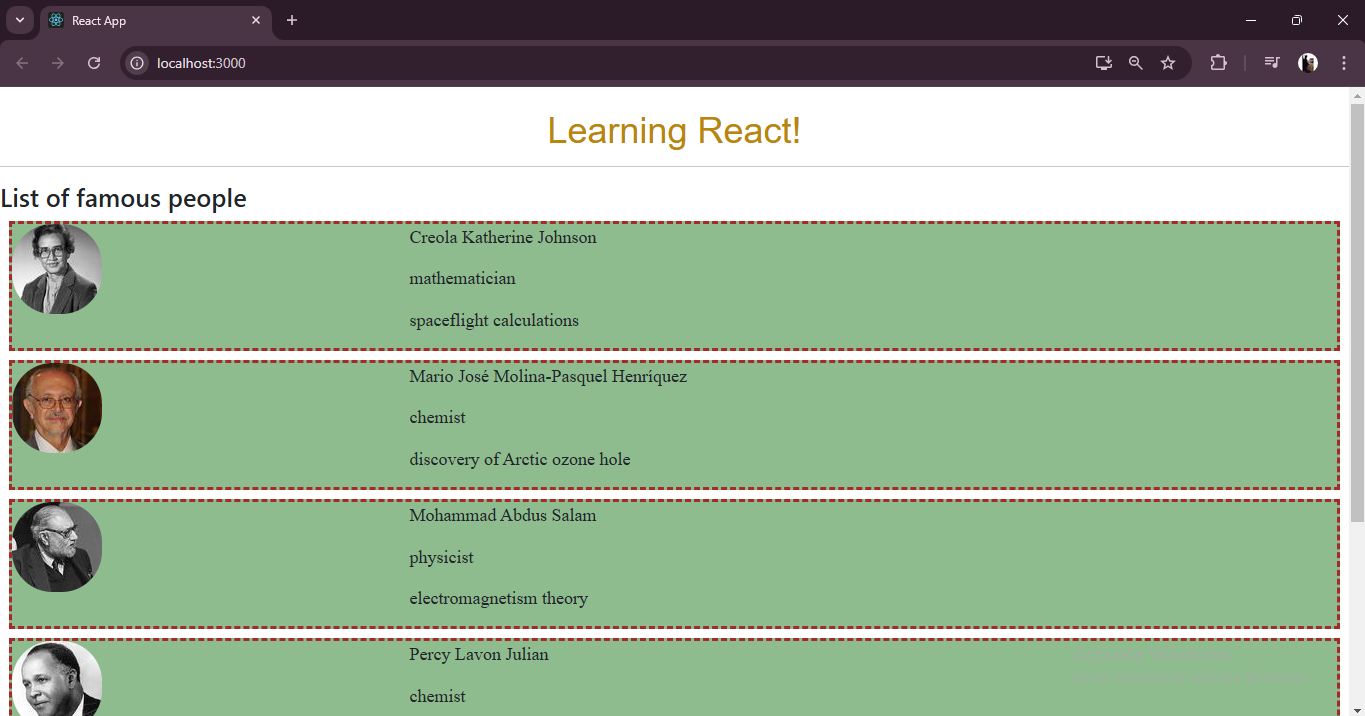 React App
localhost:3000
Learning React!
List of famous people
Creola Katherine Johnson
mathematician
spaceflight calculations
Mario José Molina-Pasquel Henríquez
chemist
discovery of Arctic ozone hole
Mohammad Abdus Salam
physicist
electromagnetism theory
Percy Lavon Julian
chemist